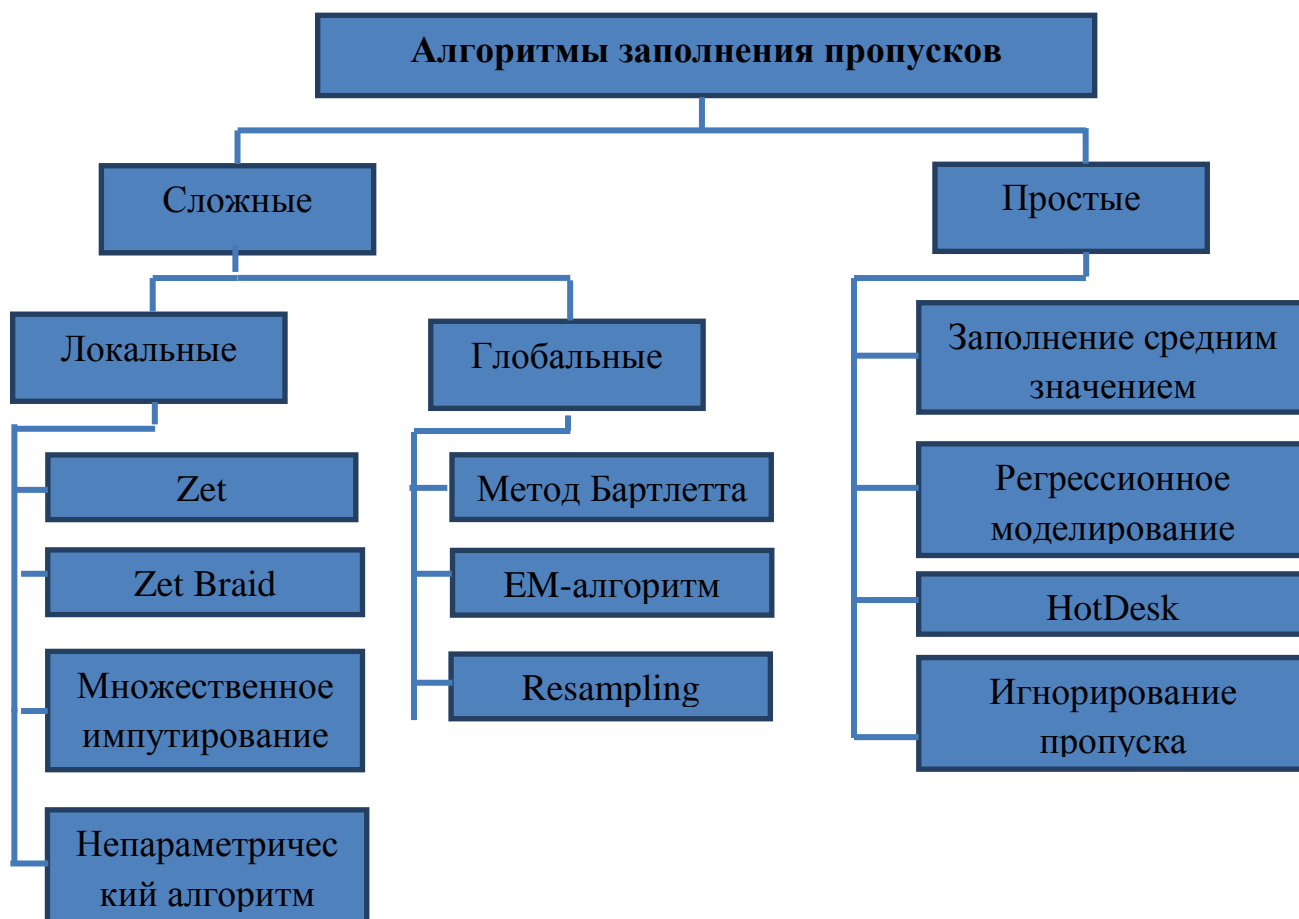 Алгоритмы заполнения пропусков
Сложные
Простые
Локальные
Глобальные
Заполнение средним
значением
Zet
Метод Бартлетта
Регрессионное
моделирование
Zet Braid
EM-алгоритм
HotDesk
Множественное
импутирование
Resampling
Игнорирование
пропуска
Непараметричес
кий алгоритм